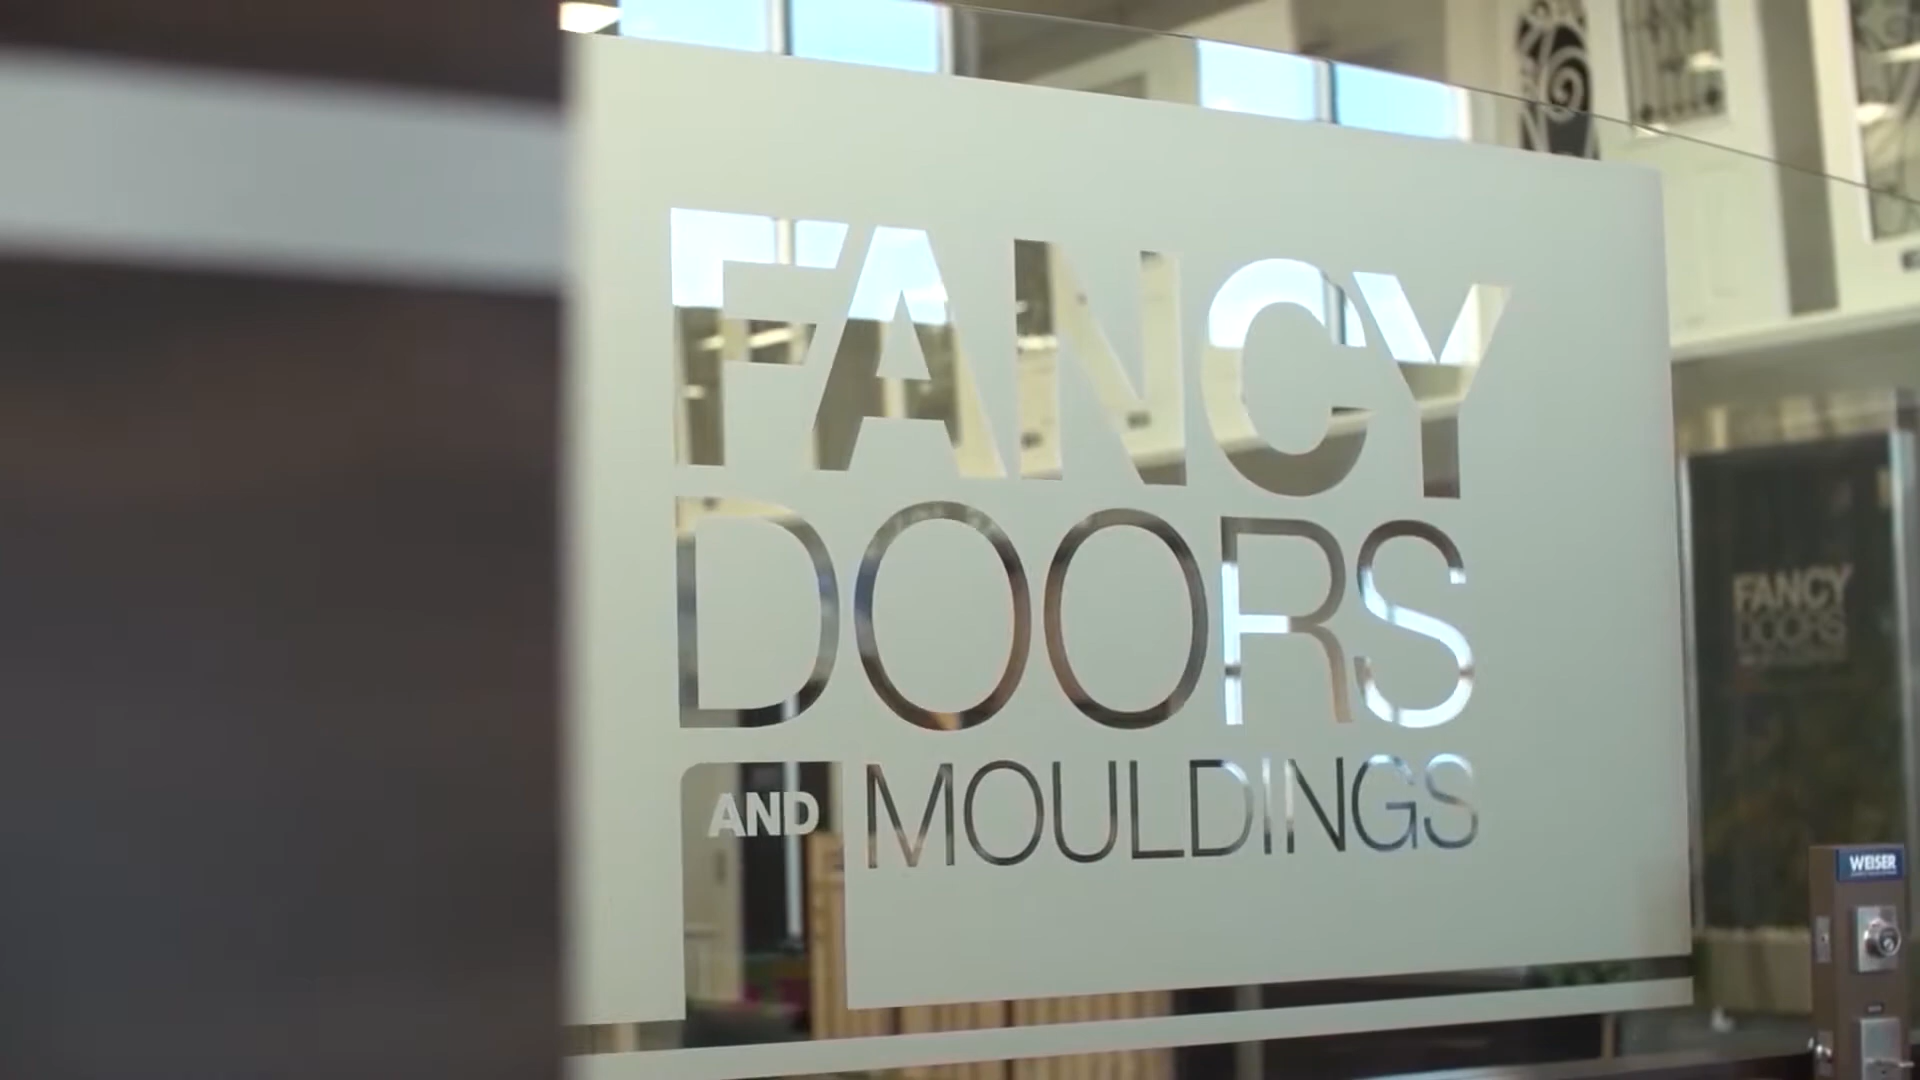 FANCY
DOORS
AND MOULDINGS
FANCY
DOORS
WEISER